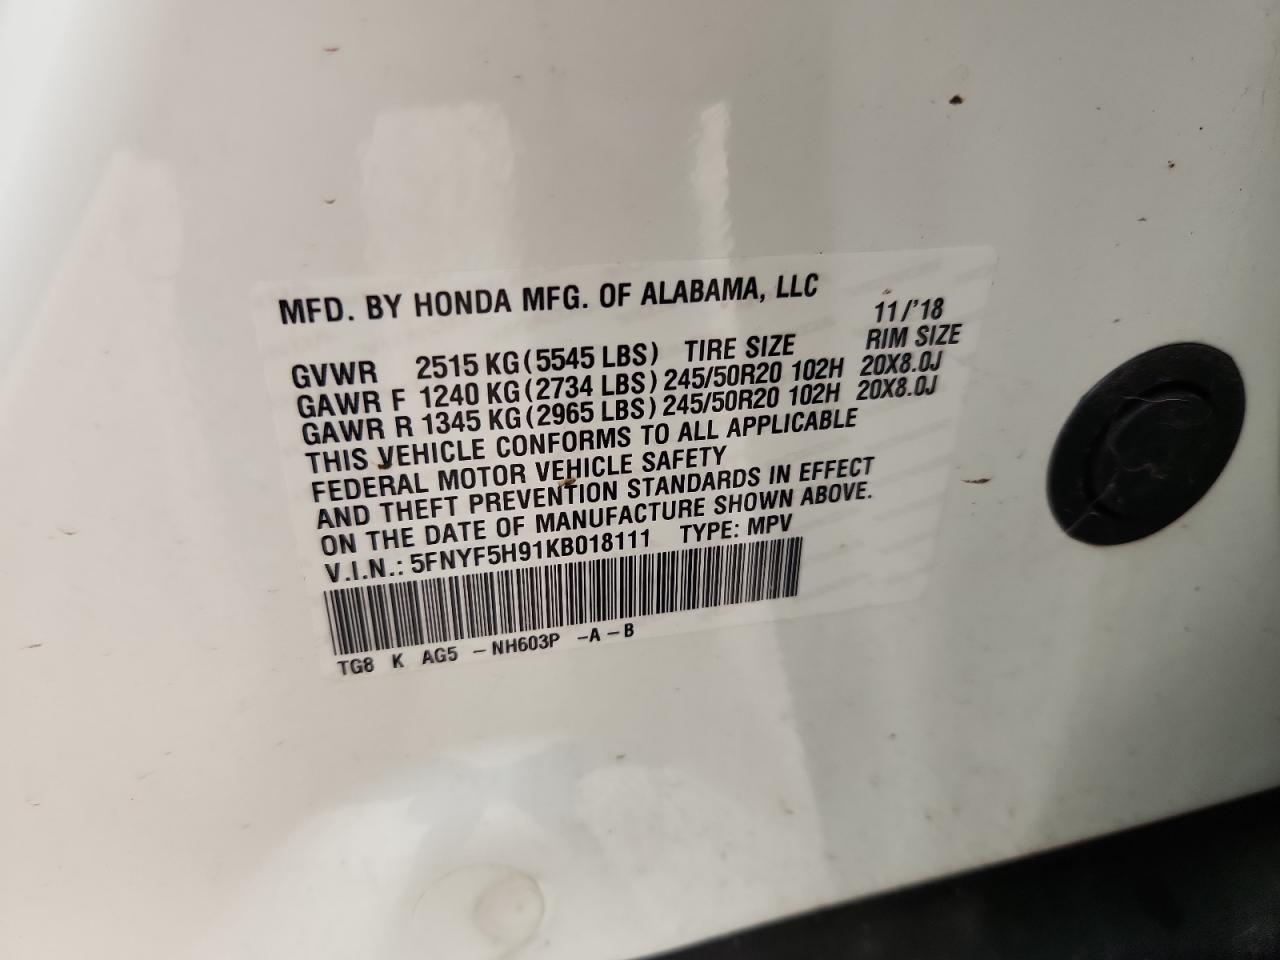 MFD. BY HONDA MFG. OF ALABAMA, LLC
11/'18
GVWR 2515 KG (5545 LBS) TIRE SIZE RIM SIZE
GAWR F 1240 KG (2734 LBS) 245/50R20 102H 20X8.0J
GAWR R 1345 KG (2965 LBS) 245/50R20 102H 20X8.0J
THIS VEHICLE CONFORMS TO ALL APPLICABLE
FEDERAL MOTOR VEHICLE SAFETY
AND THEFT PREVENTION STANDARDS IN EFFECT
ON THE DATE OF MANUFACTURE SHOWN ABOVE.
V.I.N.: 5FNYF5H91KB018111 TYPE: MPV
TG8 K AG5 -NH603P -A-B